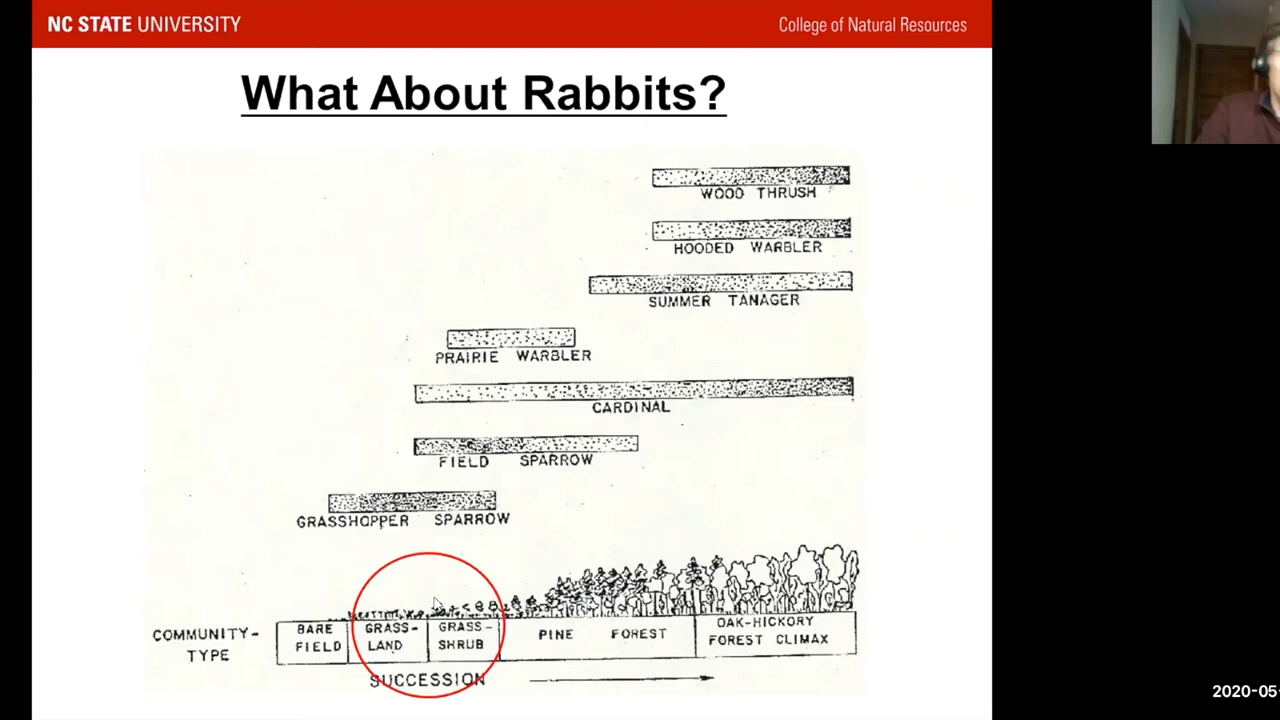 NC STATE UNIVERSITY
College of Natural Resources
What About Rabbits?
WOOD THRUSH
HOODED WARBLER
SUMMER TANAGER
PRAIRIE WARBLER
CARDINAL
FIELD SPARROW
GRASSHOPPER SPARROW
COMMUNITY-
TYPE
BARE
FIELD
GRASS-
LAND
GRASS-
SHRUB
PINE FOREST
OAK-HICKORY
FOREST CLIMAX
SUCCESSION
2020-05-